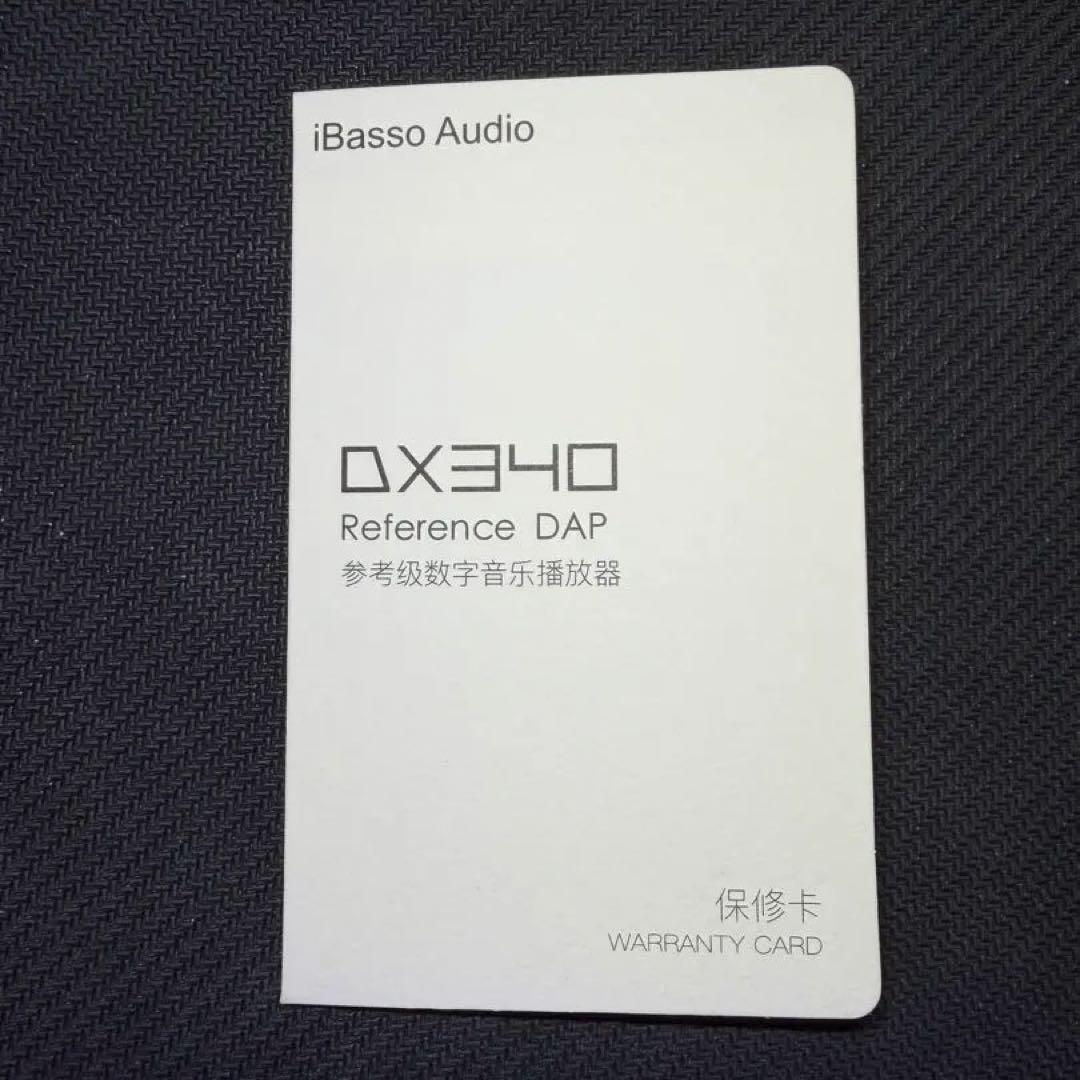 iBasso Audio
DX340
Reference DAP
参考级数字音乐播放器
保修卡
WARRANTY CARD